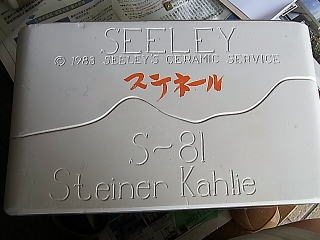 SEELEY
© 1983 SEELEY'S CERAMIC SERVICE
ステネール
S-81
Steiner Kahlie